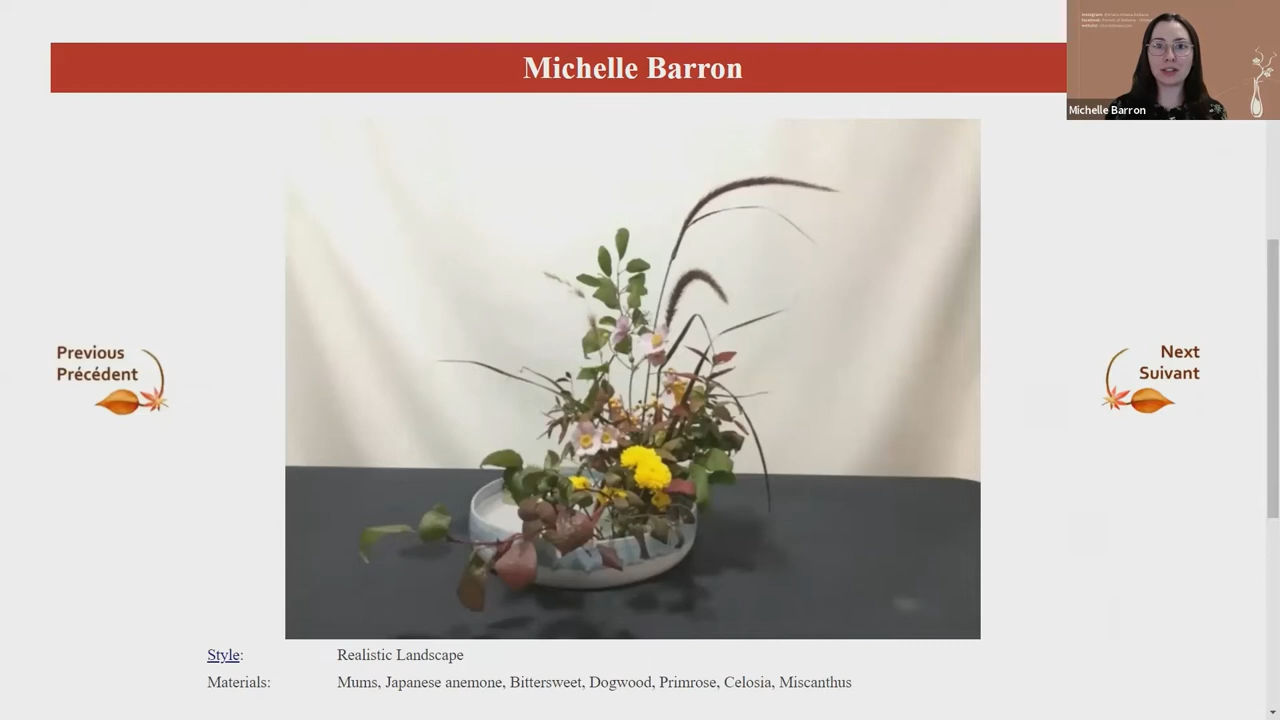 Michelle Barron
Michelle Barron
Previous
Précédent
Next
Suivant
Style:
Realistic Landscape
Materials:
Mums, Japanese anemone, Bittersweet, Dogwood, Primrose, Celosia, Miscanthus